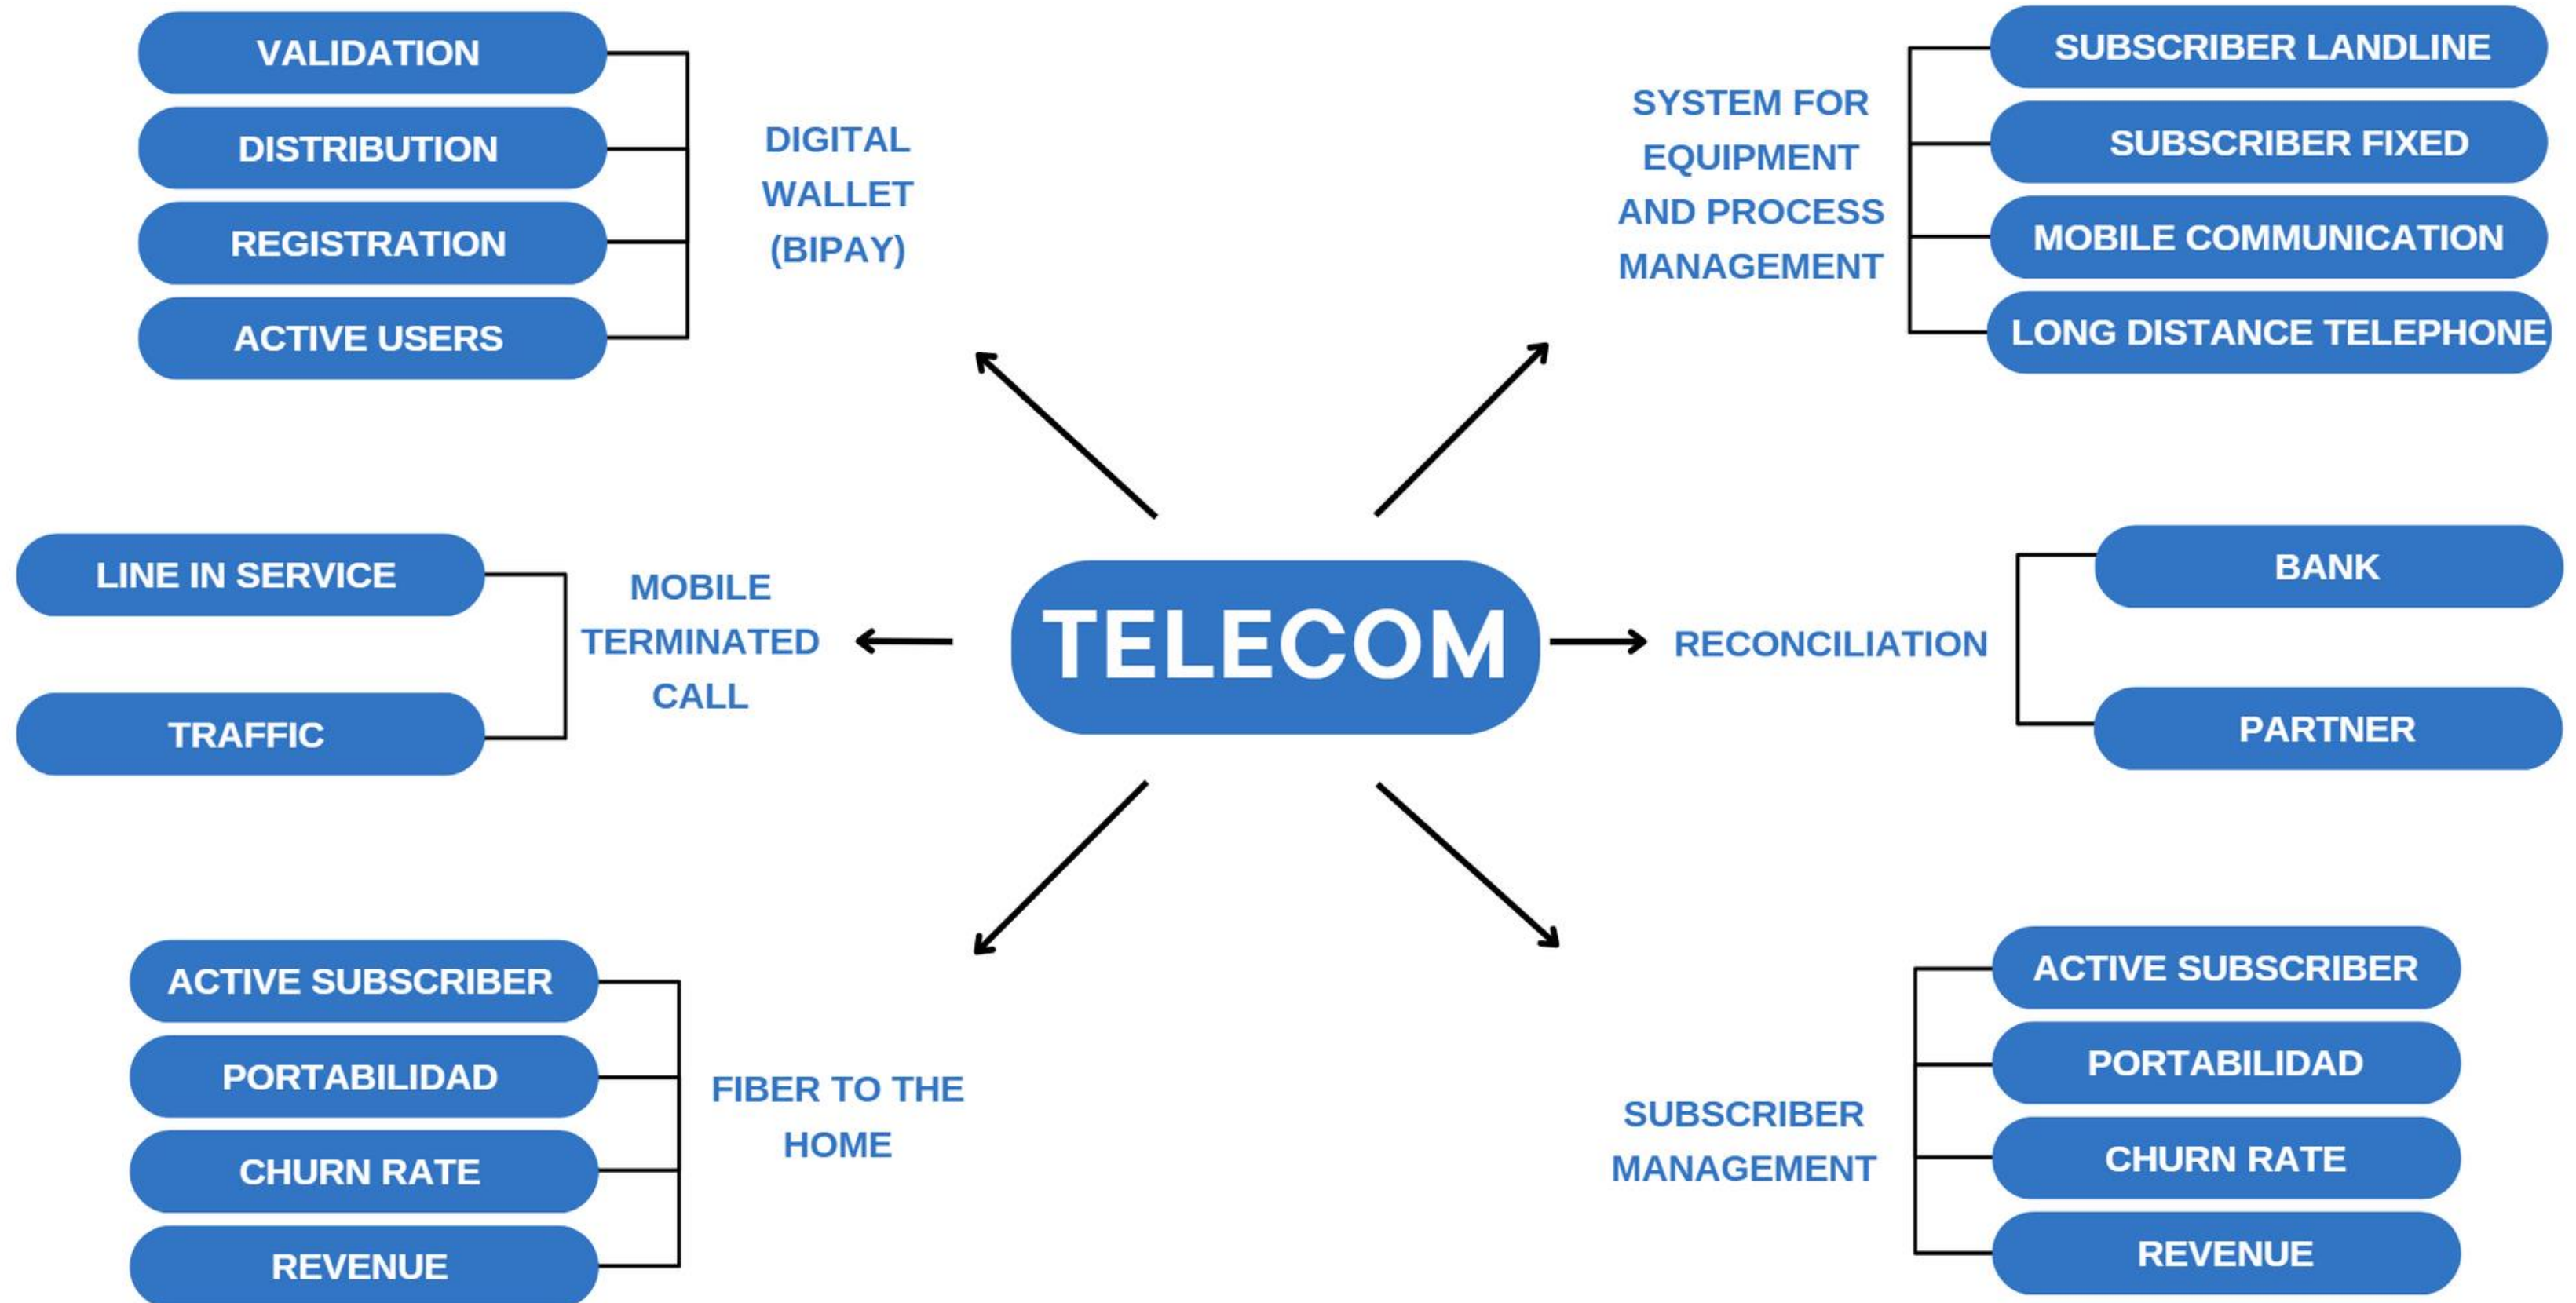 VALIDATION
DISTRIBUTION
REGISTRATION
ACTIVE USERS
DIGITAL
WALLET
(BIPAY)
SYSTEM FOR
EQUIPMENT
AND PROCESS
MANAGEMENT
SUBSCRIBER LANDLINE
SUBSCRIBER FIXED
MOBILE COMMUNICATION
LONG DISTANCE TELEPHONE
LINE IN SERVICE
TRAFFIC
MOBILE
TERMINATED
CALL
TELECOM
RECONCILIATION
BANK
PARTNER
ACTIVE SUBSCRIBER
PORTABILIDAD
CHURN RATE
REVENUE
FIBER TO THE
HOME
SUBSCRIBER
MANAGEMENT
ACTIVE SUBSCRIBER
PORTABILIDAD
CHURN RATE
REVENUE